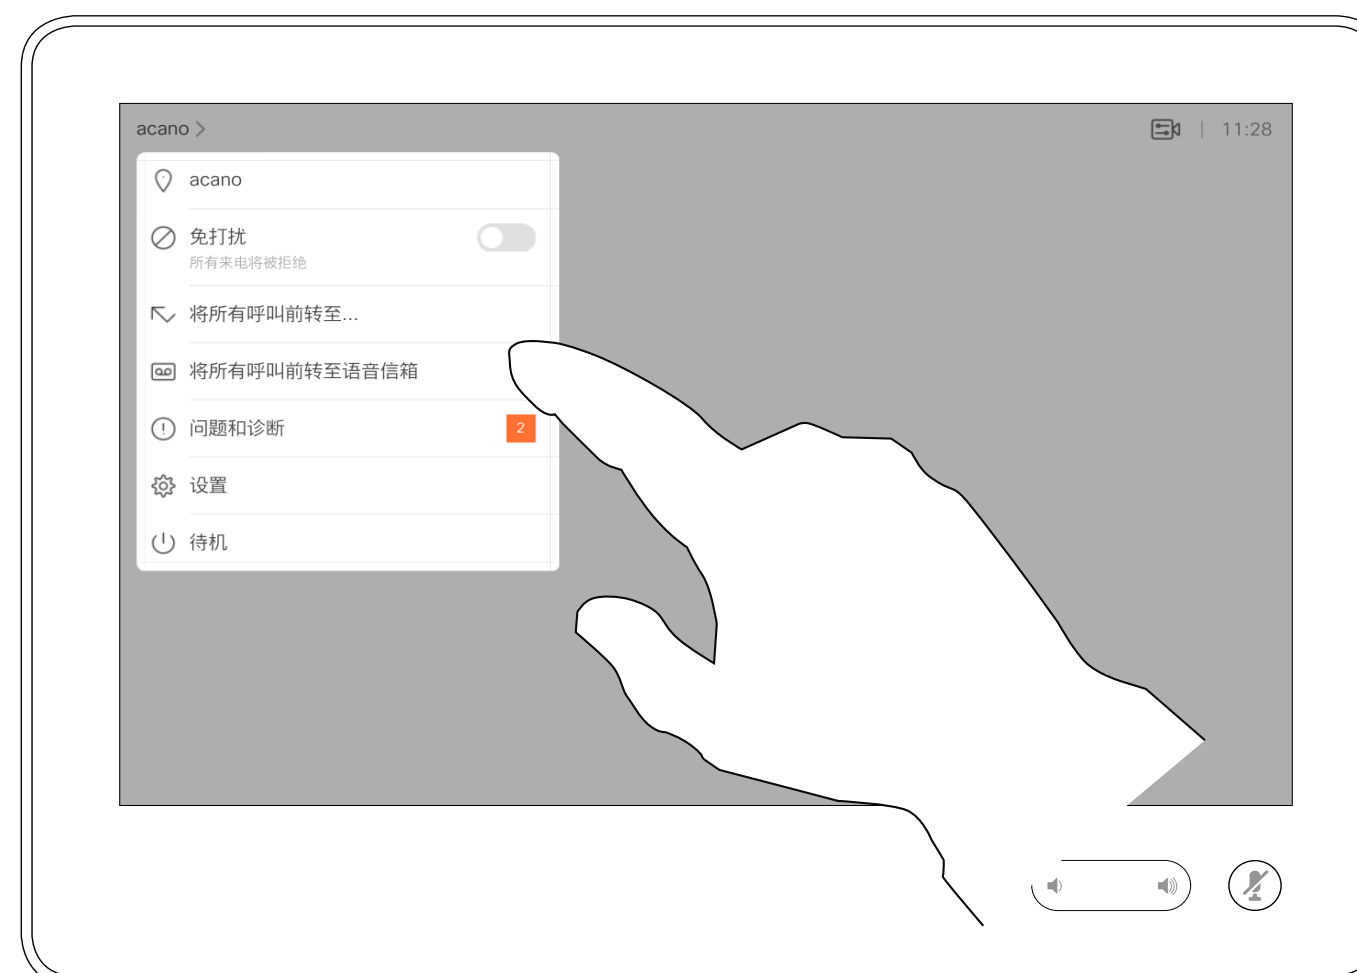 acano
11:28
acano
免打扰
所有来电将被拒绝
将所有呼叫前转至...
将所有呼叫前转至语音信箱
问题和诊断
2
设置
待机